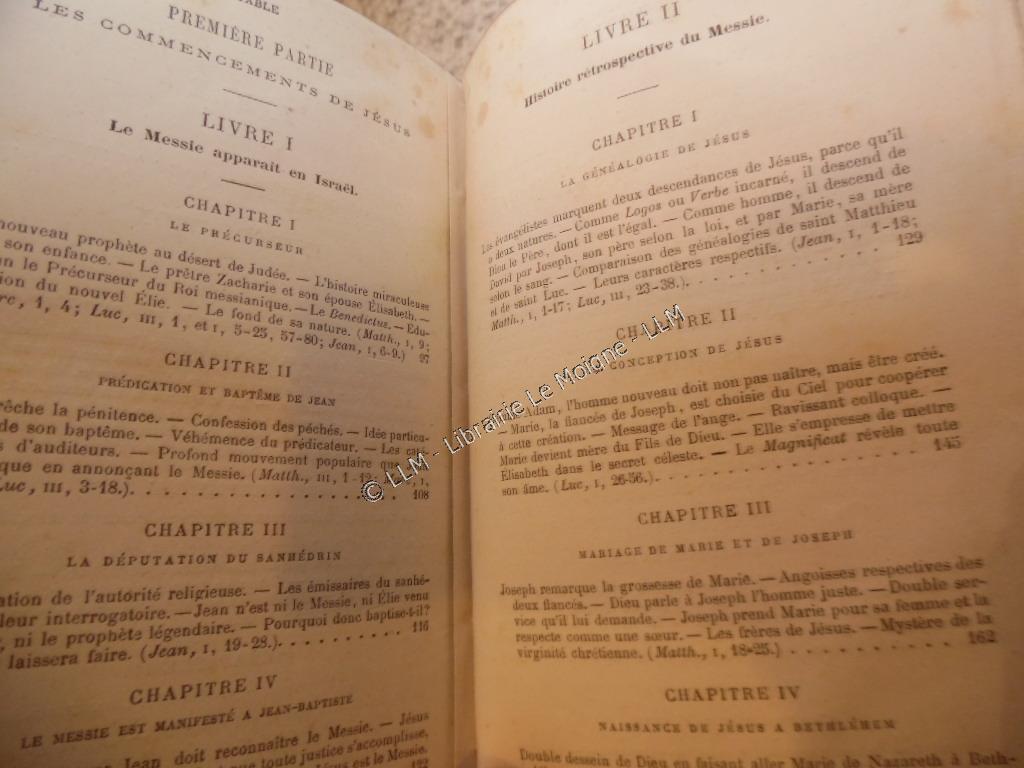 TABLE
PREMIÈRE PARTIE
LES COMMENCEMENTS DE JÉSUS
LIVRE I
Le Messie apparaît en Israël.
CHAPITRE I
LE PRÉCURSEUR
nouveau prophète au désert de Judée. — L'histoire miraculeuse
son enfance. — Le prêtre Zacharie et son épouse Élisabeth. —
le Précurseur du Roi messianique. — Le Benedictus. — Édu-
du nouvel Élie. — Le fond de sa nature. (Matth., I, 9;
1, 4; Luc, III, 1, et I, 5-25, 57-80; Jean, I, 6-9.) 97
CHAPITRE II
PRÉDICATION ET BAPTÊME DE JEAN
la pénitence. — Confession des péchés. — Idée particu-
de son baptême. — Véhémence du prédicateur. — Les
d'auditeurs. — Profond mouvement populaire
en annonçant le Messie. (Matth., III,
Luc, III, 3-18.). . . . . . . . . . 108
CHAPITRE III
LA DÉPUTATION DU SANHÉDRIN
de l'autorité religieuse. — Les émissaires du sanhé-
leur interrogatoire. — Jean n'est ni le Messie, ni Élie venu
ni le prophète légendaire. — Pourquoi donc baptise-t-il?
laissera faire. (Jean, I, 19-28.). . . . . . . . . 116
CHAPITRE IV
LE MESSIE EST MANIFESTÉ A JEAN-BAPTISTE
Jean doit reconnaître le Messie. — Jésus
que toute justice s'accomplisse,
est le Messie.
LIVRE II
Histoire rétrospective du Messie.
CHAPITRE I
LA GÉNÉALOGIE DE JÉSUS
Les évangélistes marquent deux descendances de Jésus, parce qu'il
a deux natures. — Comme Logos ou Verbe incarné, il descend de
Dieu le Père, dont il est l'égal. — Comme homme, il descend de
David par Joseph, son père selon la loi, et par Marie, sa mère
selon le sang. — Comparaison des généalogies de saint Matthieu
et de saint Luc. — Leurs caractères respectifs. (Jean, I, 1-18;
Matth., I, 1-17; Luc, III, 23-38.). . . . . . . . . 129
CHAPITRE II
CONCEPTION DE JÉSUS
Adam, l'homme nouveau doit non pas naître, mais être créé.
— Marie, la fiancée de Joseph, est choisie du Ciel pour coopérer
à cette création. — Message de l'ange. — Ravissant colloque. —
Marie devient mère du Fils de Dieu. — Elle s'empresse de mettre
Élisabeth dans le secret céleste. — Le Magnificat révèle toute
son âme. (Luc, I, 26-56.). . . . . . . . . . 145
CHAPITRE III
MARIAGE DE MARIE ET DE JOSEPH
Joseph remarque la grossesse de Marie. — Angoisses respectives des
deux fiancés. — Dieu parle à Joseph l'homme juste. — Double ser-
vice qu'il lui demande. — Joseph prend Marie pour sa femme et la
respecte comme une sœur. — Les frères de Jésus. — Mystère de la
virginité chrétienne. (Matth., I, 18-25.) . . . . . . . . 162
CHAPITRE IV
NAISSANCE DE JÉSUS A BETHLÉHEM
Double dessein de Dieu en faisant aller Marie de Nazareth à Beth-
© LLM - Librairie Le Moigne - LLM